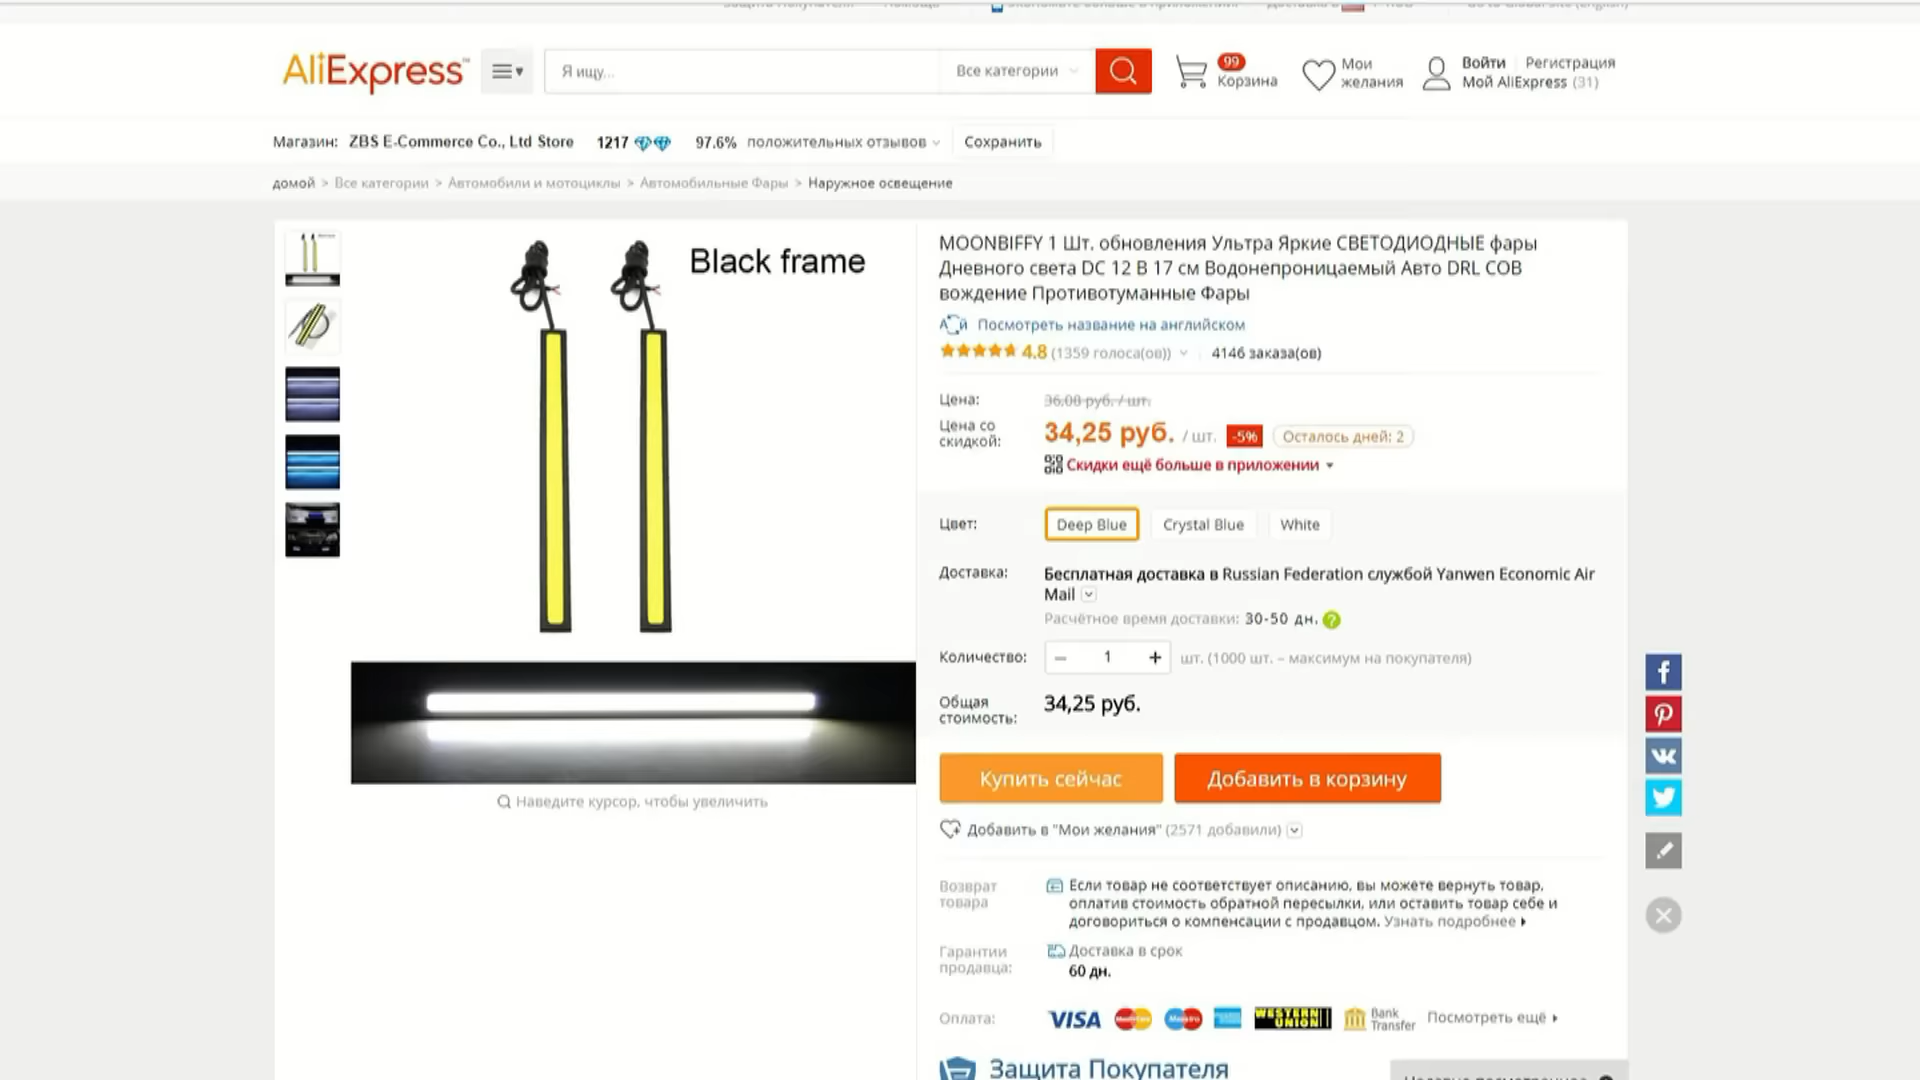 AliExpress™
Я ищу...
Все категории
99
Корзина
Мои
желания
Войти
Регистрация
Мой AliExpress (31)
Магазин: ZBS E-Commerce Co., Ltd Store 1217 97.6% положительных отзывов Сохранить
домой > Все категории > Автомобили и мотоциклы > Автомобильные Фары > Наружное освещение
Black frame
Наведите курсор, чтобы увеличить
MOONBIFFY 1 Шт. обновления Ультра Яркие СВЕТОДИОДНЫЕ фары
Дневного света DC 12 В 17 см Водонепроницаемый Авто DRL COB
вождение Противотуманные Фары
Посмотреть название на английском
4.8 (1359 голоса(ов)) 4146 заказа(ов)
Цена: 36,08 руб. / шт.
Цена со
скидкой:
34,25 руб. / шт. -5% Осталось дней: 2
Скидки ещё больше в приложении
Цвет: Deep Blue Crystal Blue White
Доставка: Бесплатная доставка в Russian Federation службой Yanwen Economic Air
Mail
Расчётное время доставки: 30-50 дн. ?
Количество: − 1 + шт. (1000 шт. – максимум на покупателя)
Общая
стоимость:
34,25 руб.
Купить сейчас
Добавить в корзину
Добавить в "Мои желания" (2571 добавили)
Возврат
товара
Если товар не соответствует описанию, вы можете вернуть товар,
оплатив стоимость обратной пересылки, или оставить товар себе и
договориться о компенсации с продавцом. Узнать подробнее
Гарантии
продавца:
Доставка в срок
60 дн.
Оплата: VISA MasterCard Maestro WESTERN UNION Bank Transfer Посмотреть ещё
Защита Покупателя